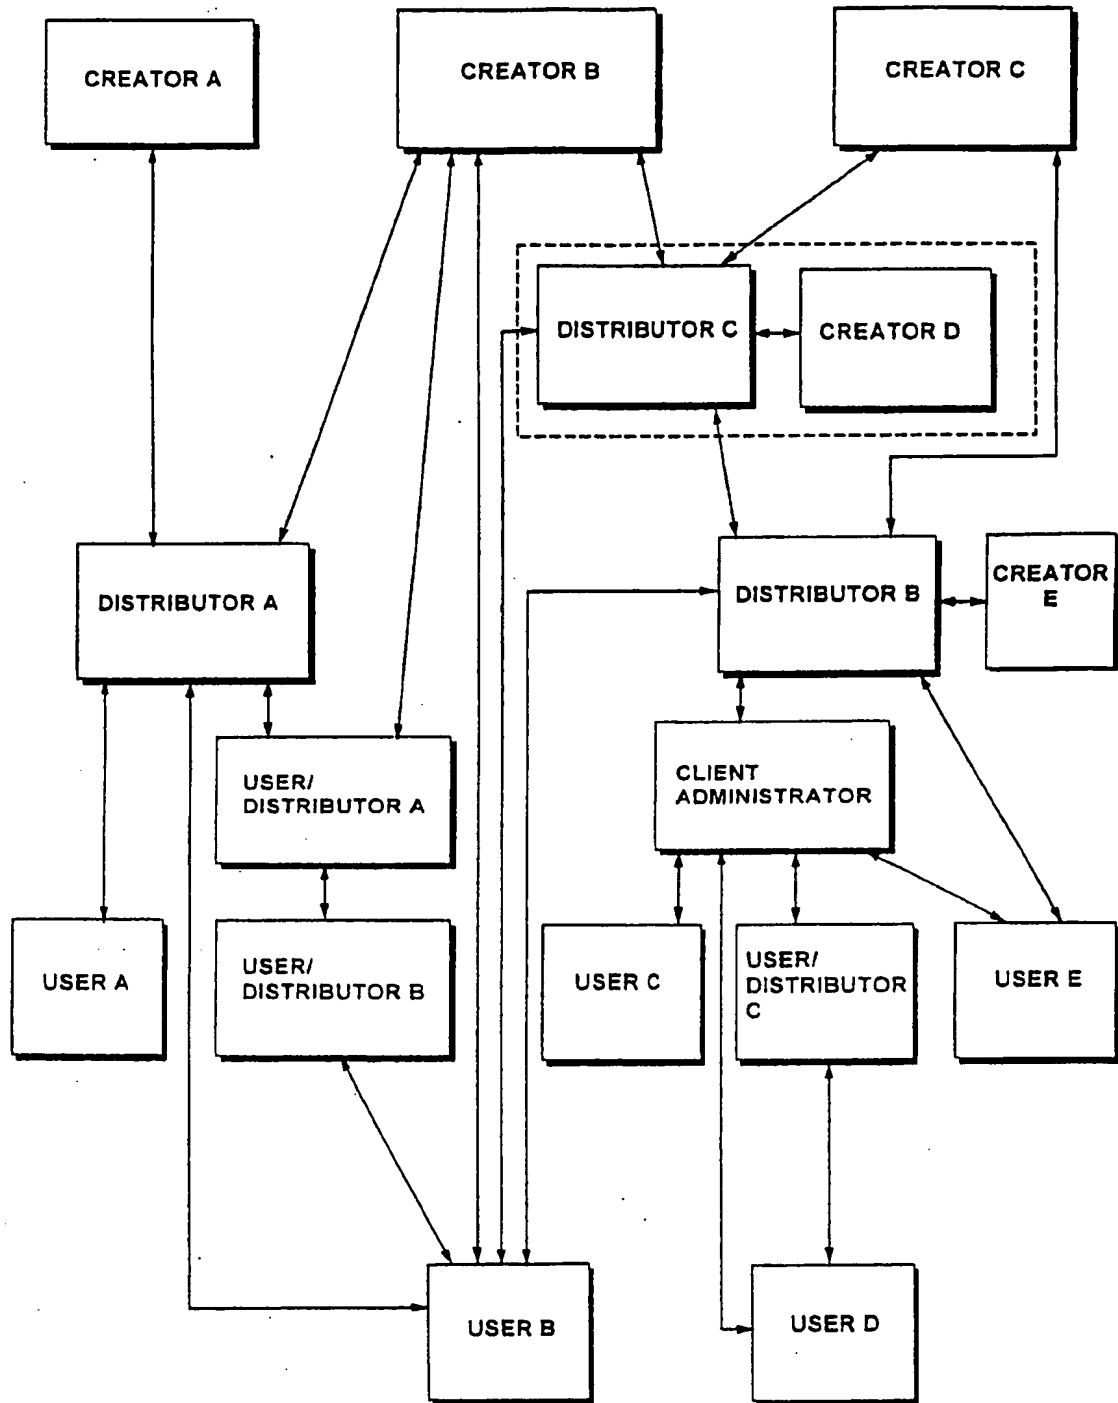 CREATOR A
CREATOR B
CREATOR C
DISTRIBUTOR C
CREATOR D
DISTRIBUTOR A
DISTRIBUTOR B
CREATOR
E
USER/
DISTRIBUTOR A
CLIENT
ADMINISTRATOR
USER A
USER/
DISTRIBUTOR B
USER C
USER/
DISTRIBUTOR
C
USER E
USER B
USER D